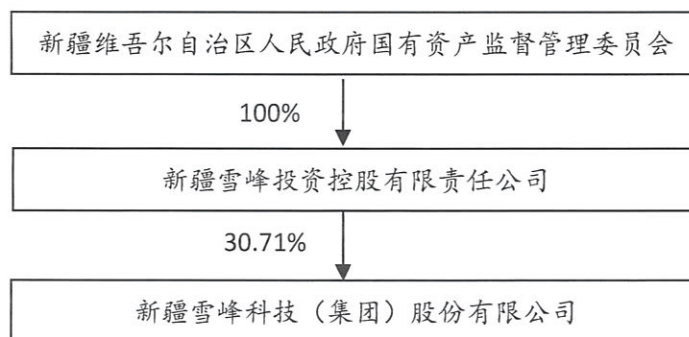 新疆维吾尔自治区人民政府国有资产监督管理委员会
100%
新疆雪峰投资控股有限责任公司
30.71%
新疆雪峰科技（集团）股份有限公司